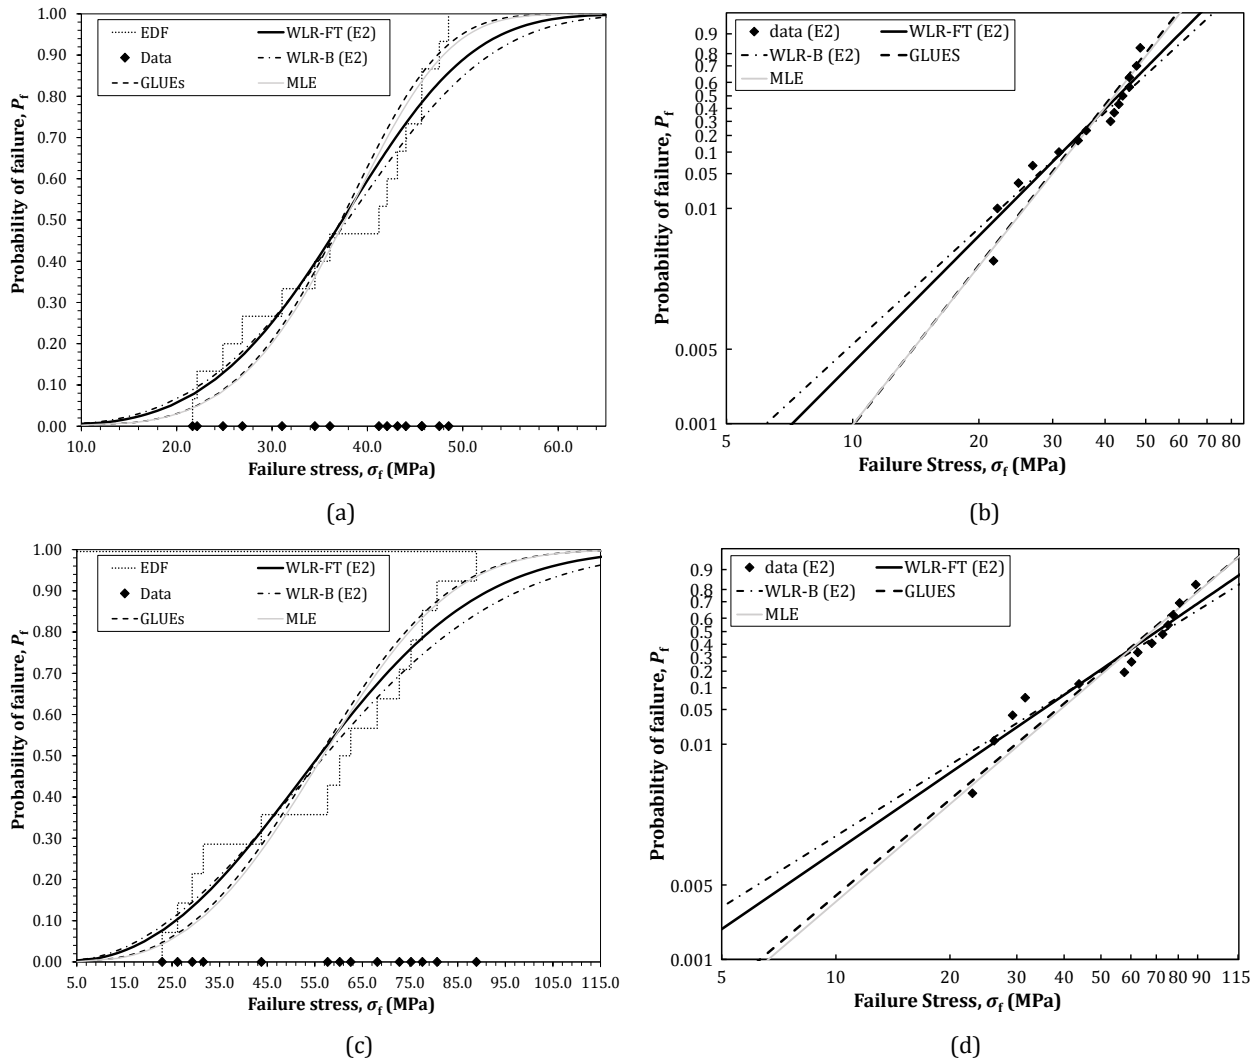 1.00
0.90
0.80
0.70
0.60
0.50
0.40
0.30
0.20
0.10
0.00
Probability of failure, Pf
EDF
WLR-FT (E2)
Data
WLR-B (E2)
GLUEs
MLE
10.0 20.0 30.0 40.0 50.0 60.0
Failure stress, σf (MPa)
(a)
0.9
0.8
0.7
0.6
0.5
0.4
0.3
0.2
0.1
0.05
0.01
0.005
0.001
Probabiltiy of failure, Pf
data (E2)
WLR-FT (E2)
WLR-B (E2)
GLUES
MLE
5 10 20 30 40 50 60 70 80
Failure Stress, σf (MPa)
(b)
1.00
0.90
0.80
0.70
0.60
0.50
0.40
0.30
0.20
0.10
0.00
Probability of failure, Pf
EDF
WLR-FT (E2)
Data
WLR-B (E2)
GLUEs
MLE
5.0 15.0 25.0 35.0 45.0 55.0 65.0 75.0 85.0 95.0 105.0 115.0
Failure stress, σf (MPa)
(c)
0.9
0.8
0.7
0.6
0.5
0.4
0.3
0.2
0.1
0.05
0.01
0.005
0.001
Probabiltiy of failure, Pf
data (E2)
WLR-FT (E2)
WLR-B (E2)
GLUES
MLE
5 10 20 30 40 50 60 70 80 90 115
Failure Stress, σf (MPa)
(d)